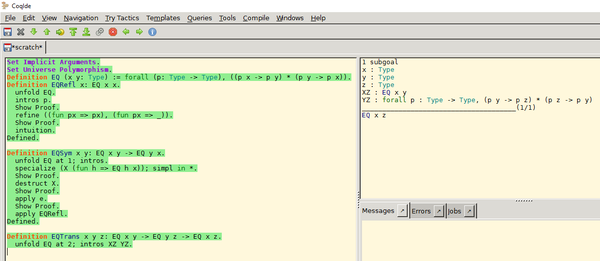 CoqIde
File Edit View Navigation Try Tactics Templates Queries Tools Compile Windows Help
*scratch*
Set Implicit Arguments.
Set Universe Polymorphism.
Definition EQ (x y: Type) := forall (p: Type -> Type), ((p x -> p y) * (p y -> p x)).
Definition EQRefl x: EQ x x.
unfold EQ.
intros p.
Show Proof.
refine ((fun px => px), (fun px => _)).
Show Proof.
intuition.
Defined.
Definition EQSym x y: EQ x y -> EQ y x.
unfold EQ at 1; intros.
specialize (X (fun h => EQ h x)); simpl in *.
Show Proof.
destruct X.
Show Proof.
apply e.
Show Proof.
apply EQRefl.
Defined.
Definition EQTrans x y z: EQ x y -> EQ y z -> EQ x z.
unfold EQ at 2; intros XZ YZ.
1 subgoal
x : Type
y : Type
z : Type
XZ : EQ x y
YZ : forall p : Type -> Type, (p y -> p z) * (p z -> p y)
(1/1)
EQ x z
Messages Errors Jobs